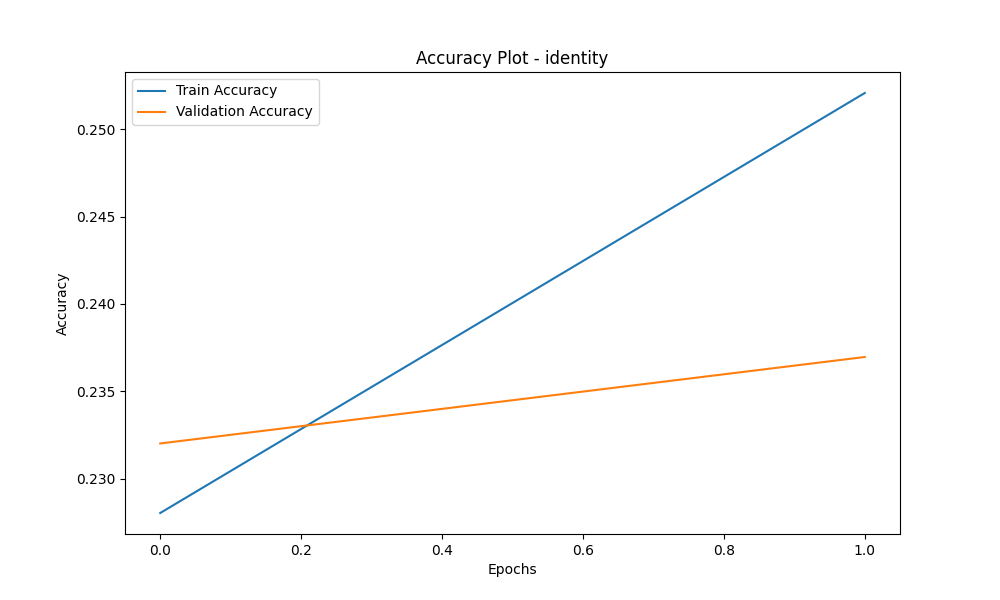 Accuracy Plot - identity
Train Accuracy
Validation Accuracy
0.250
0.245
0.240
0.235
0.230
Accuracy
0.0 0.2 0.4 0.6 0.8 1.0
Epochs